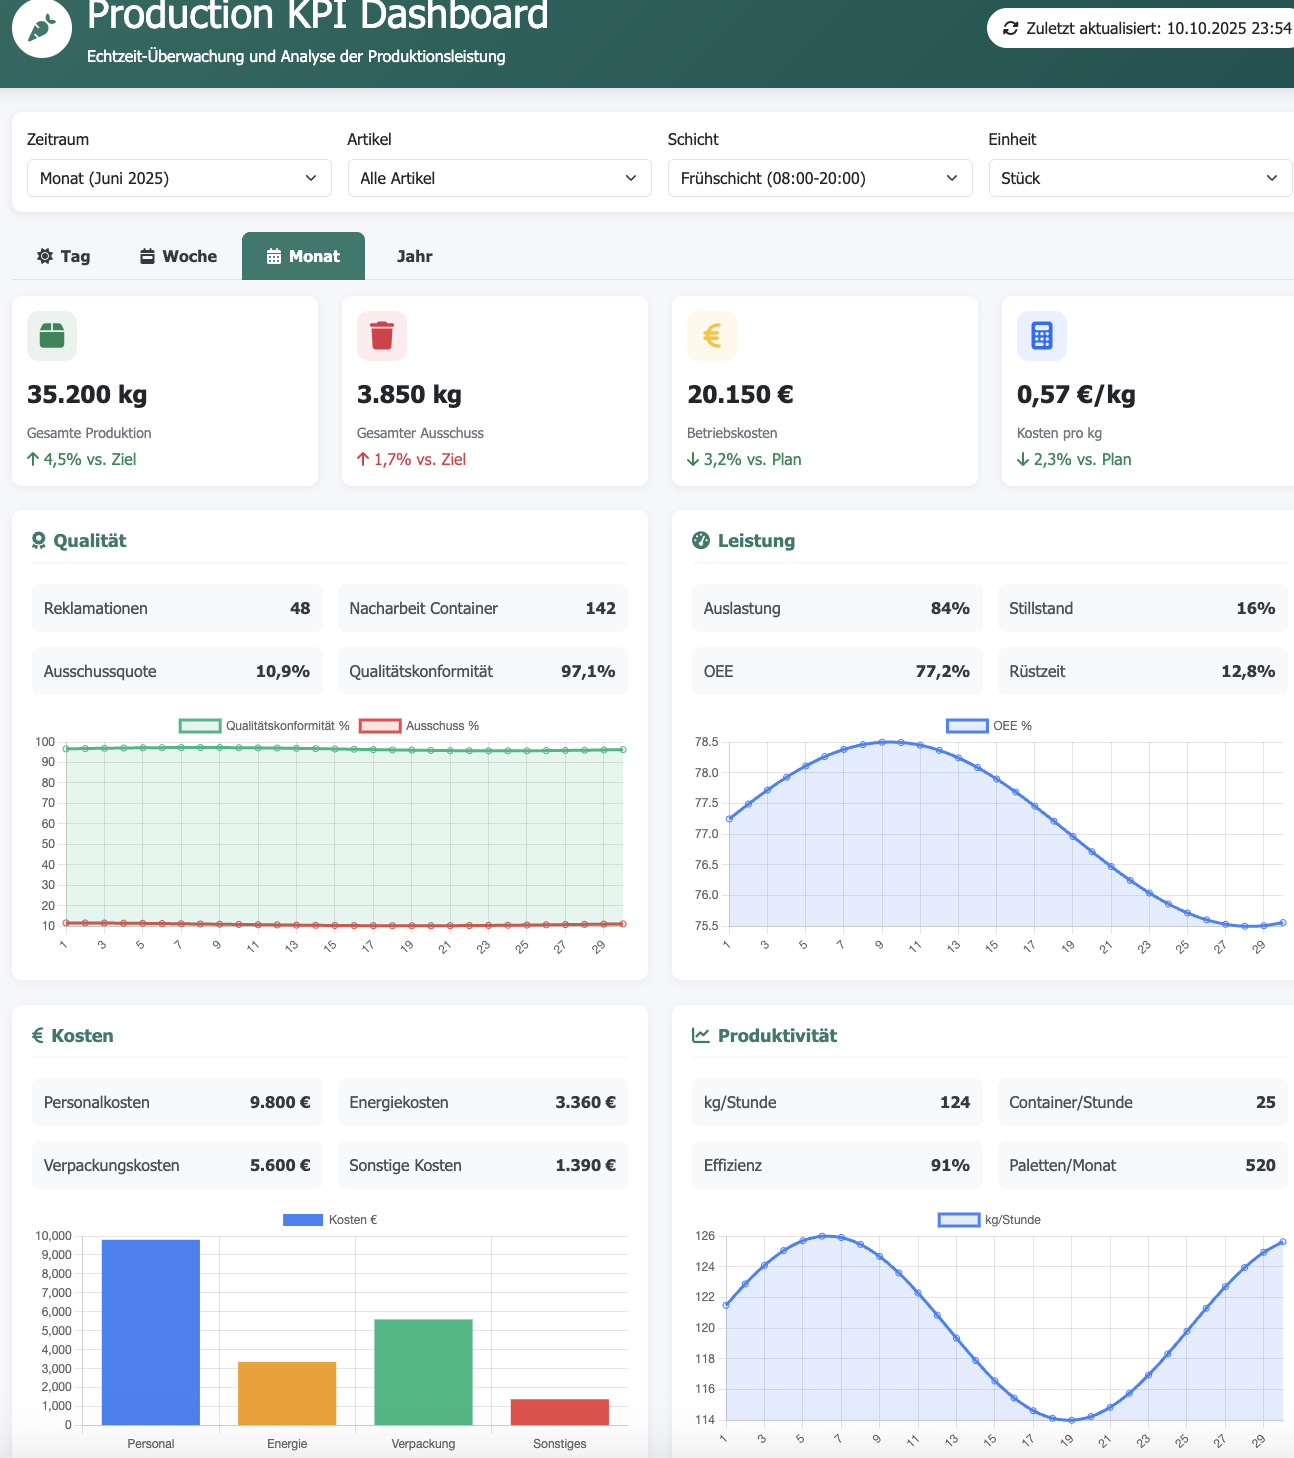 Production KPI Dashboard
Echtzeit-Überwachung und Analyse der Produktionsleistung
Zuletzt aktualisiert: 10.10.2025 23:54
Zeitraum
Artikel
Schicht
Einheit
Monat (Juni 2025)
Alle Artikel
Frühschicht (08:00-20:00)
Stück
Tag
Woche
Monat
Jahr
35.200 kg
Gesamte Produktion
↑ 4,5% vs. Ziel
3.850 kg
Gesamter Ausschuss
↑ 1,7% vs. Ziel
€
20.150 €
Betriebskosten
↓ 3,2% vs. Plan
0,57 €/kg
Kosten pro kg
↓ 2,3% vs. Plan
Qualität
Reklamationen 48
Nacharbeit Container 142
Ausschussquote 10,9%
Qualitätskonformität 97,1%
Qualitätskonformität % Ausschuss %
100
90
80
70
60
50
40
30
20
10
1 3 5 7 9 11 13 15 17 19 21 23 25 27 29
Leistung
Auslastung 84%
Stillstand 16%
OEE 77,2%
Rüstzeit 12,8%
OEE %
78.5
78.0
77.5
77.0
76.5
76.0
75.5
1 3 5 7 9 11 13 15 17 19 21 23 25 27 29
€ Kosten
Personalkosten 9.800 €
Energiekosten 3.360 €
Verpackungskosten 5.600 €
Sonstige Kosten 1.390 €
Kosten €
10,000
9,000
8,000
7,000
6,000
5,000
4,000
3,000
2,000
1,000
0
Personal Energie Verpackung Sonstiges
Produktivität
kg/Stunde 124
Container/Stunde 25
Effizienz 91%
Paletten/Monat 520
kg/Stunde
126
124
122
120
118
116
114
1 3 5 7 9 11 13 15 17 19 21 23 25 27 29